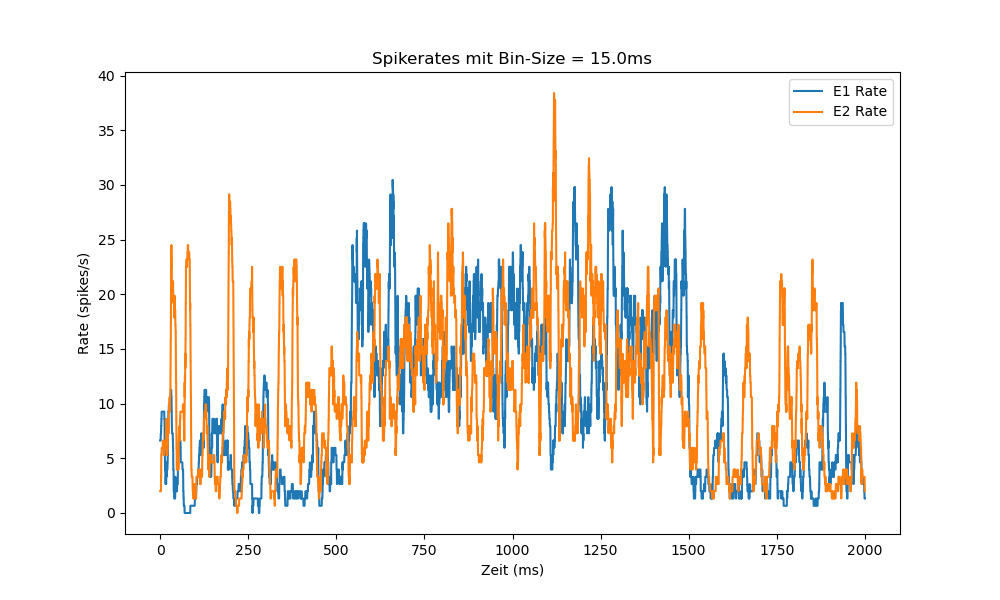 Spikerates mit Bin-Size = 15.0ms
40
35
30
25
20
15
10
5
0
Rate (spikes/s)
E1 Rate
E2 Rate
0 250 500 750 1000 1250 1500 1750 2000
Zeit (ms)